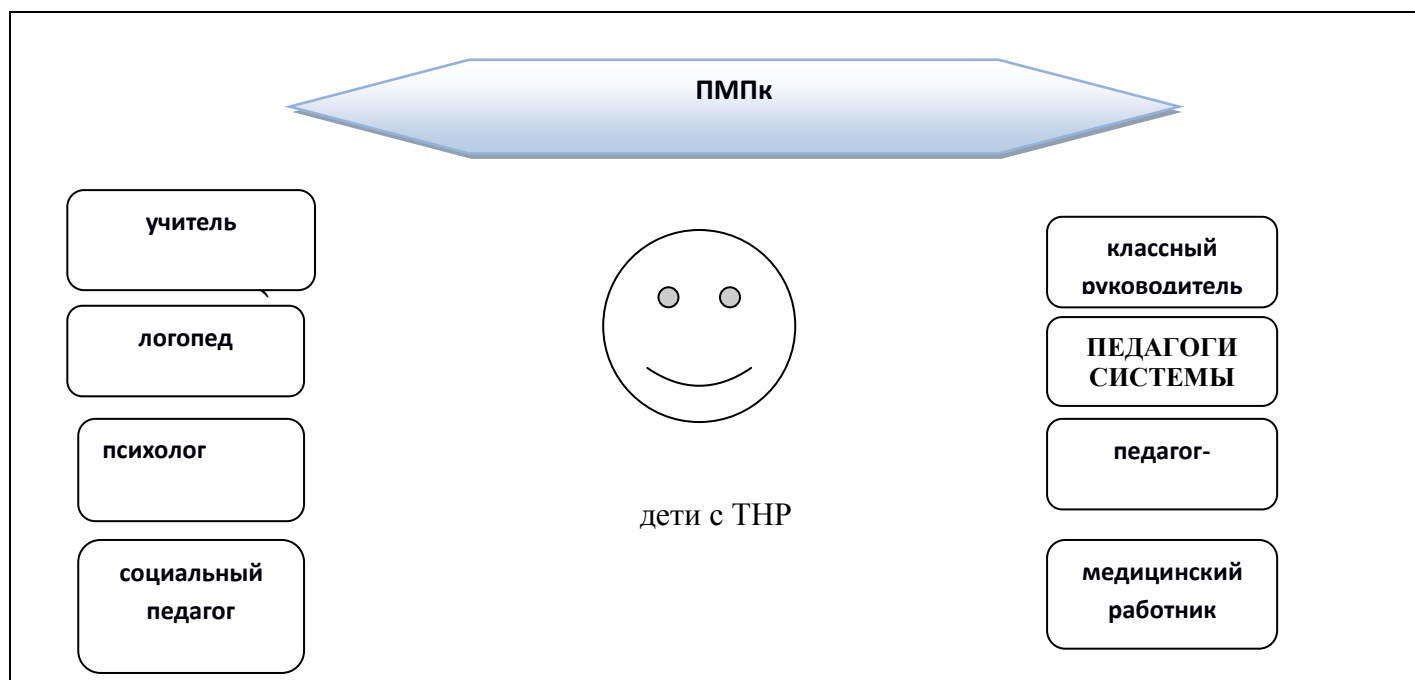 ПМПк
учитель
логопед
психолог
социальный
педагог
дети с ТНР
классный
руководитель
ПЕДАГОГИ
СИСТЕМЫ
педагог-
медицинский
работник